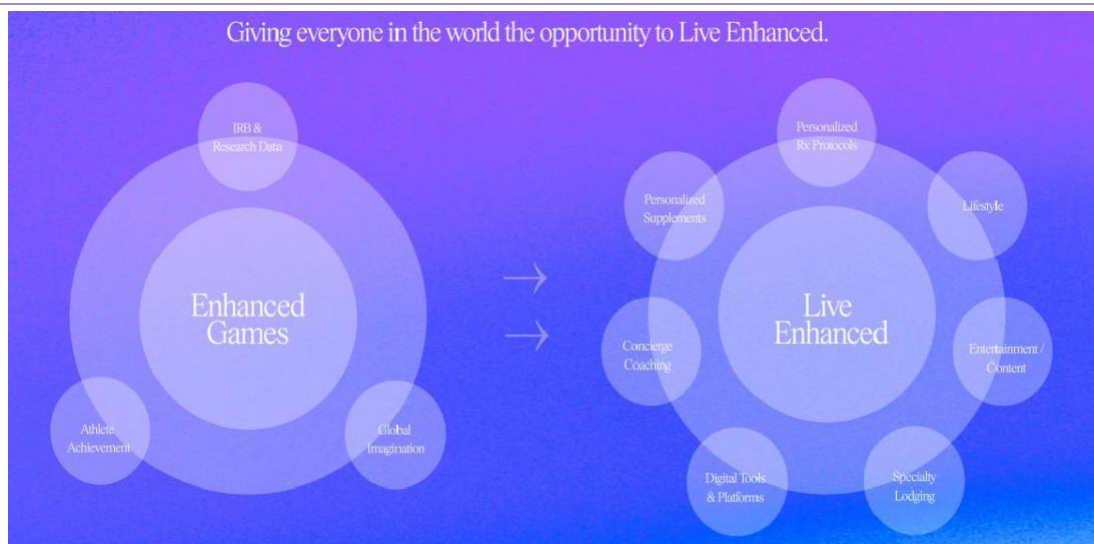 Giving everyone in the world the opportunity to Live Enhanced.
IRB &
Research Data
Enhanced
Games
Athlete
Achievement
Global
Imagination
Personalized
Rx Protocols
Personalized
Supplements
Lifestyle
Live
Enhanced
Concierge
Coaching
Entertainment /
Content
Digital Tools
& Platforms
Specialty
Lodging